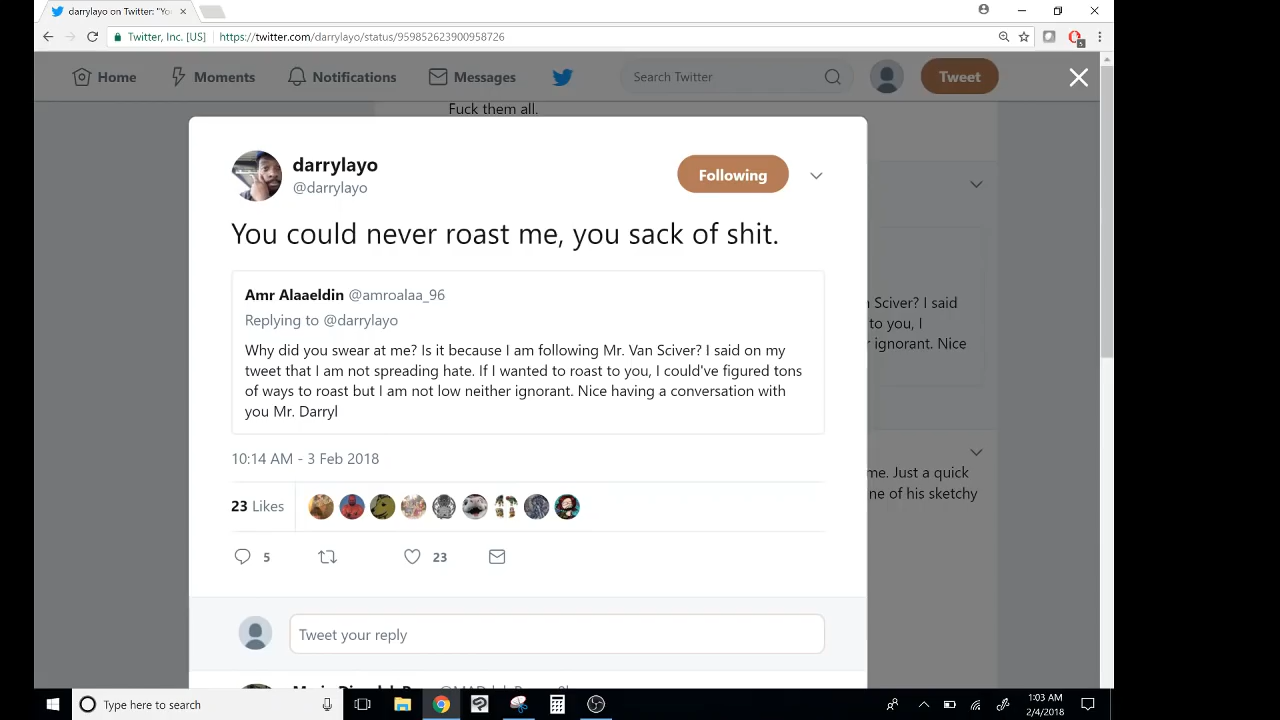 darrylayo on Twitter: "Yo
Twitter, Inc. [US] https://twitter.com/darrylayo/status/959852623900958726
Home Moments Notifications Messages Search Twitter Tweet
Fuck them all.
darrylayo
@darrylayo
Following
You could never roast me, you sack of shit.
Amr Alaaeldin @amroalaa_96
Replying to @darrylayo
Why did you swear at me? Is it because I am following Mr. Van Sciver? I said on my
tweet that I am not spreading hate. If I wanted to roast to you, I could've figured tons
of ways to roast but I am not low neither ignorant. Nice having a conversation with
you Mr. Darryl
Sciver? I said
to you, I
ignorant. Nice
10:14 AM - 3 Feb 2018
me. Just a quick
ne of his sketchy
23 Likes
5 23
Tweet your reply
Type here to search
1:03 AM
2/4/2018